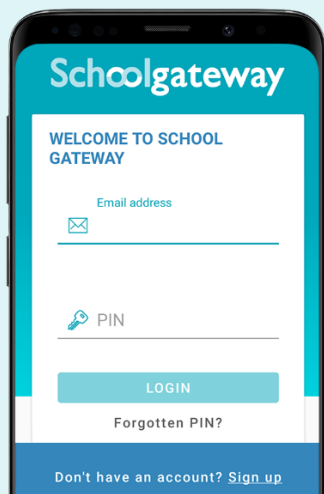 Schoolgateway
WELCOME TO SCHOOL
GATEWAY
Email address
PIN
LOGIN
Forgotten PIN?
Don't have an account? Sign up